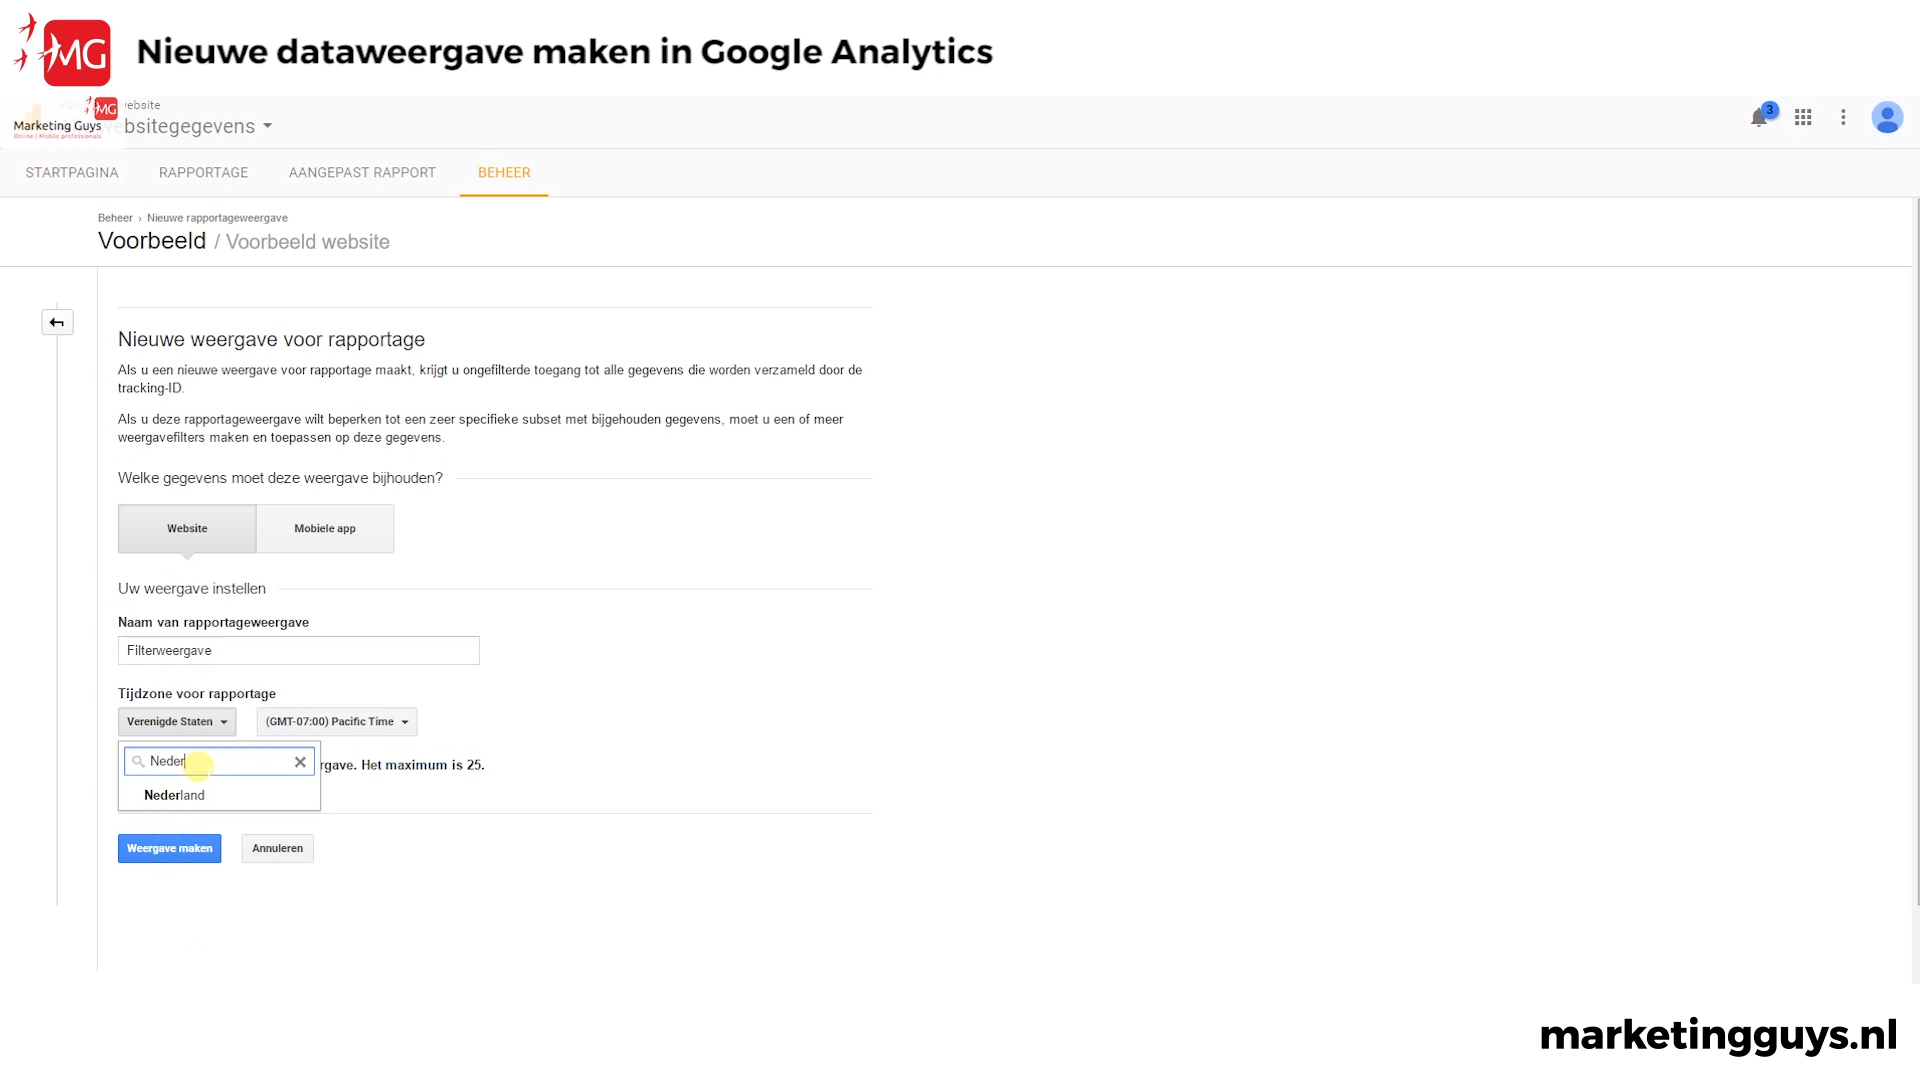 MG
Nieuwe dataweergave maken in Google Analytics
website
MG
Marketing Guys
Online | Mobile professionals
bsitegegevens
3
STARTPAGINA
RAPPORTAGE
AANGEPAST RAPPORT
BEHEER
Beheer › Nieuwe rapportageweergave
Voorbeeld / Voorbeeld website
Nieuwe weergave voor rapportage
Als u een nieuwe weergave voor rapportage maakt, krijgt u ongefilterde toegang tot alle gegevens die worden verzameld door de
tracking-ID.
Als u deze rapportageweergave wilt beperken tot een zeer specifieke subset met bijgehouden gegevens, moet u een of meer
weergavefilters maken en toepassen op deze gegevens.
Welke gegevens moet deze weergave bijhouden?
Website
Mobiele app
Uw weergave instellen
Naam van rapportageweergave
Filterweergave
Tijdzone voor rapportage
Verenigde Staten
(GMT-07:00) Pacific Time
Neder
rgave. Het maximum is 25.
Nederland
Weergave maken
Annuleren
marketingguys.nl